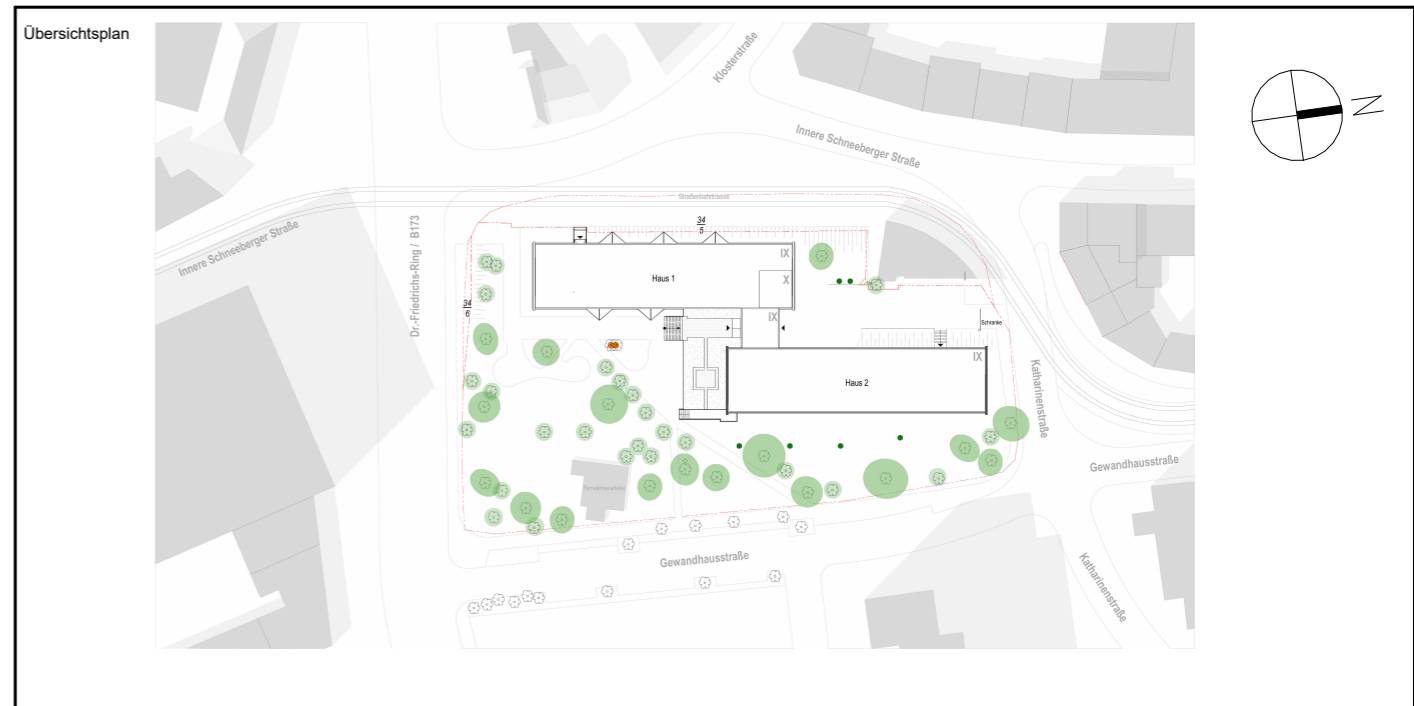 Übersichtsplan
Klosterstraße
Innere Schneeberger Straße
N
Straßenbahntrasse
34
5
Innere Schneeberger Straße
Dr.-Friedrichs-Ring / B173
IX
Haus 1
X
34
6
IX
Schranke
IX
Haus 2
Katharinenstraße
Gewandhausstraße
Gewandhausstraße
Katharinenstraße